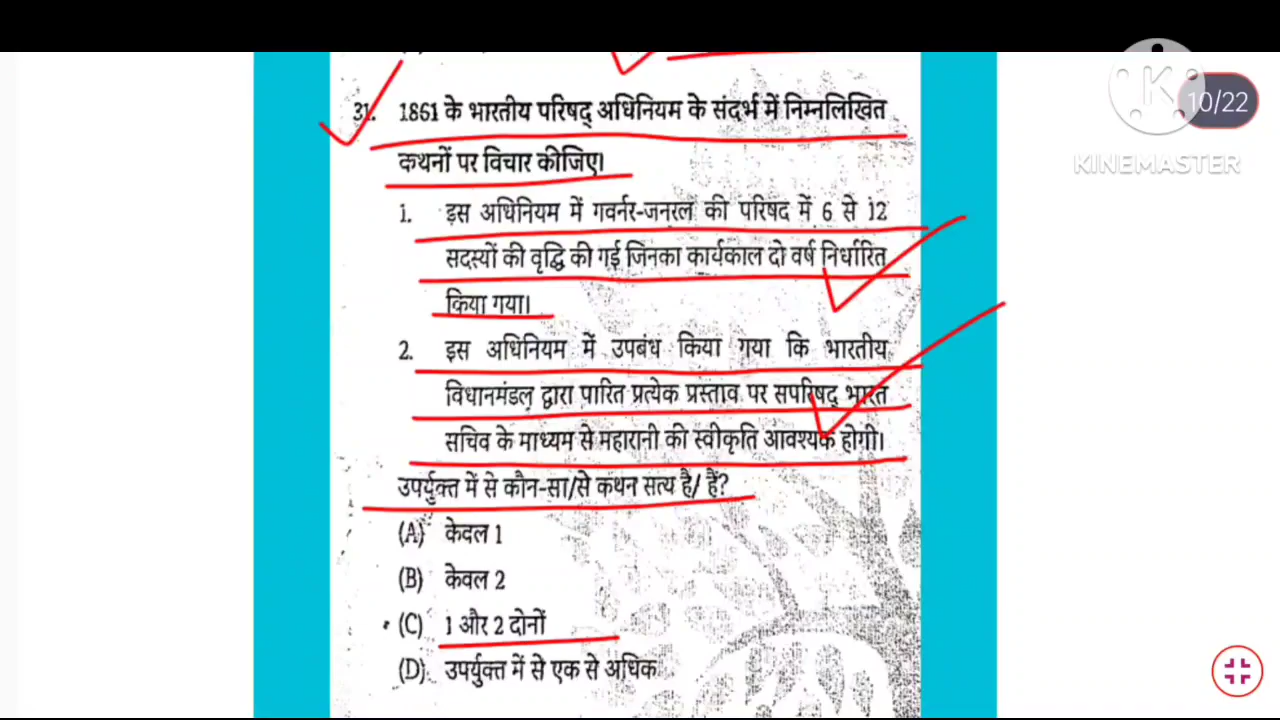 10/22
KINEMASTER
31. 1861 के भारतीय परिषद् अधिनियम के संदर्भ में निम्नलिखित
कथनों पर विचार कीजिए।
1. इस अधिनियम में गवर्नर-जनरल की परिषद में 6 से 12
सदस्यों की वृद्धि की गई जिनका कार्यकाल दो वर्ष निर्धारित
किया गया।
2. इस अधिनियम में उपबंध किया गया कि भारतीय
विधानमंडल द्वारा पारित प्रत्येक प्रस्ताव पर सपरिषद् भारत
सचिव के माध्यम से महारानी की स्वीकृति आवश्यक होगी।
उपर्युक्त में से कौन-सा/से कथन सत्य है/ हैं?
(A) केवल 1
(B) केवल 2
(C) 1 और 2 दोनों
(D) उपर्युक्त में से एक से अधिक